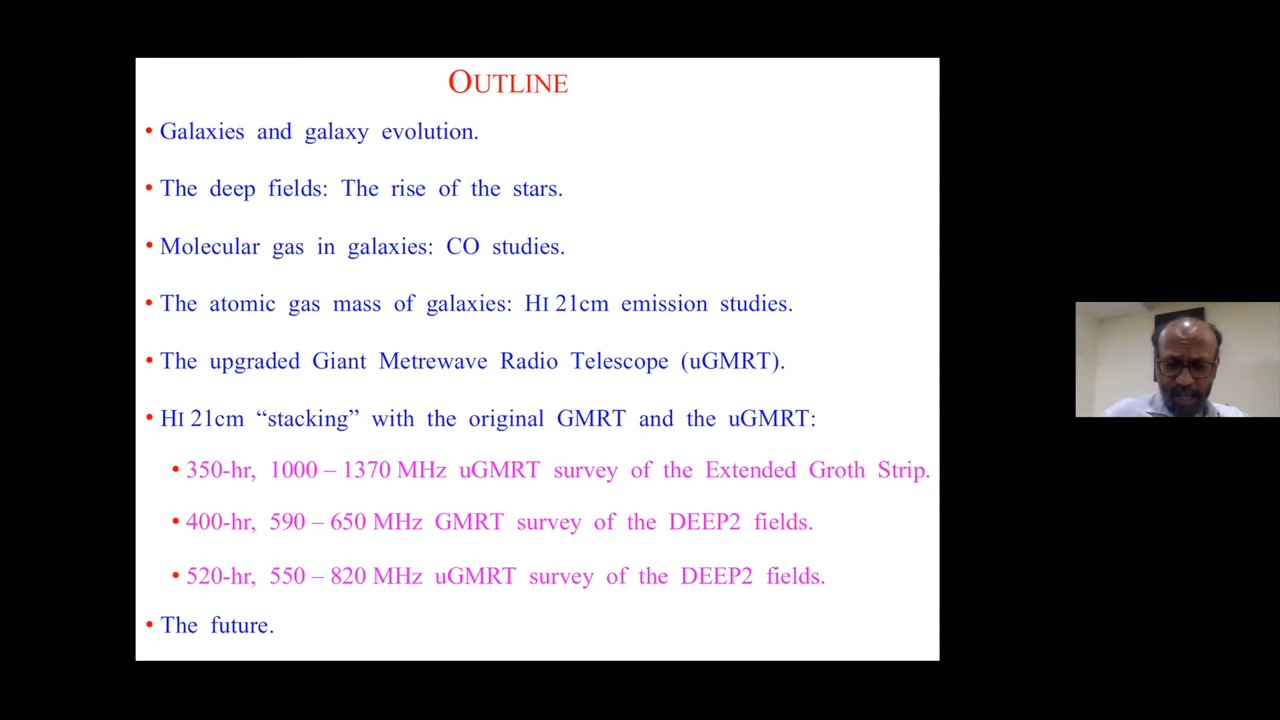 OUTLINE
• Galaxies and galaxy evolution.
• The deep fields: The rise of the stars.
• Molecular gas in galaxies: CO studies.
• The atomic gas mass of galaxies: HI 21cm emission studies.
• The upgraded Giant Metrewave Radio Telescope (uGMRT).
• HI 21cm “stacking” with the original GMRT and the uGMRT:
• 350-hr, 1000 – 1370 MHz uGMRT survey of the Extended Groth Strip.
• 400-hr, 590 – 650 MHz GMRT survey of the DEEP2 fields.
• 520-hr, 550 – 820 MHz uGMRT survey of the DEEP2 fields.
• The future.